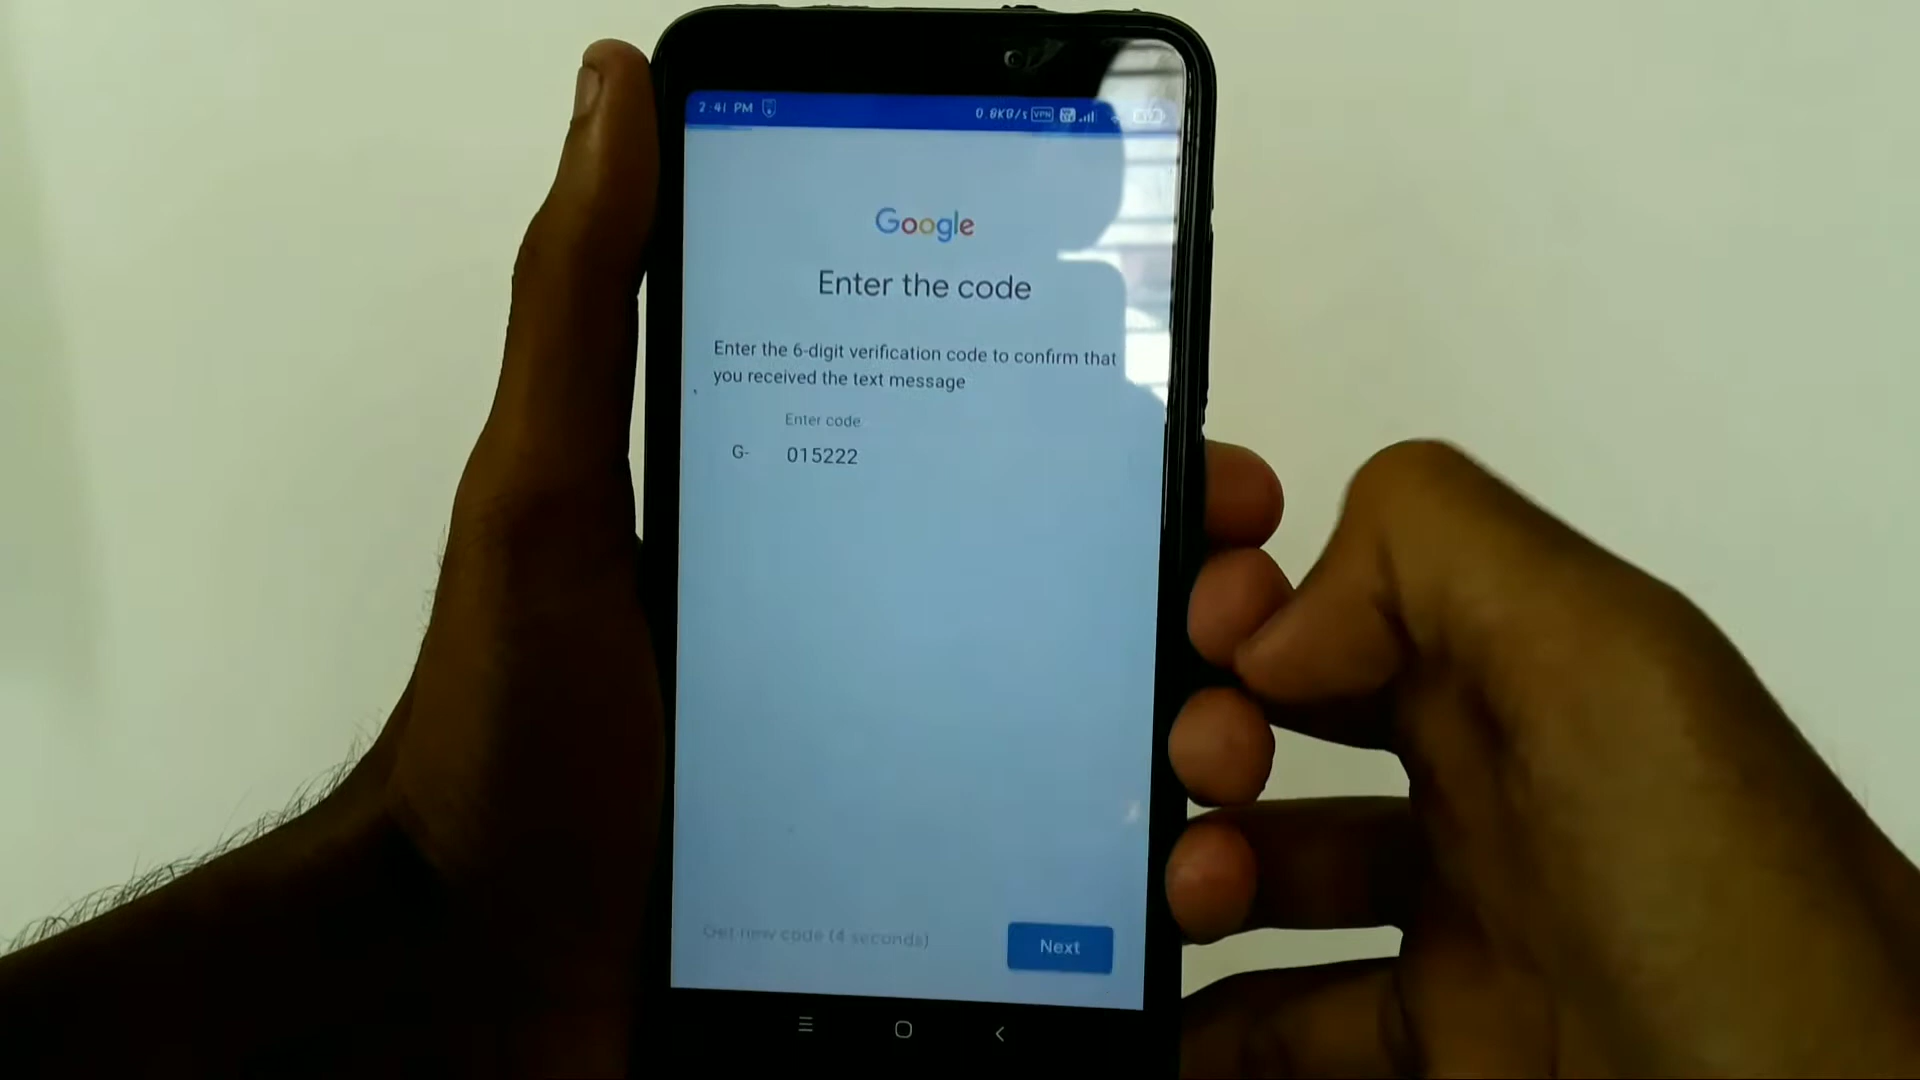 2:41 PM
0.8KB/s VPN
Google
Enter the code
Enter the 6-digit verification code to confirm that
you received the text message
Enter code
G- 015222
Get new code (4 seconds)
Next